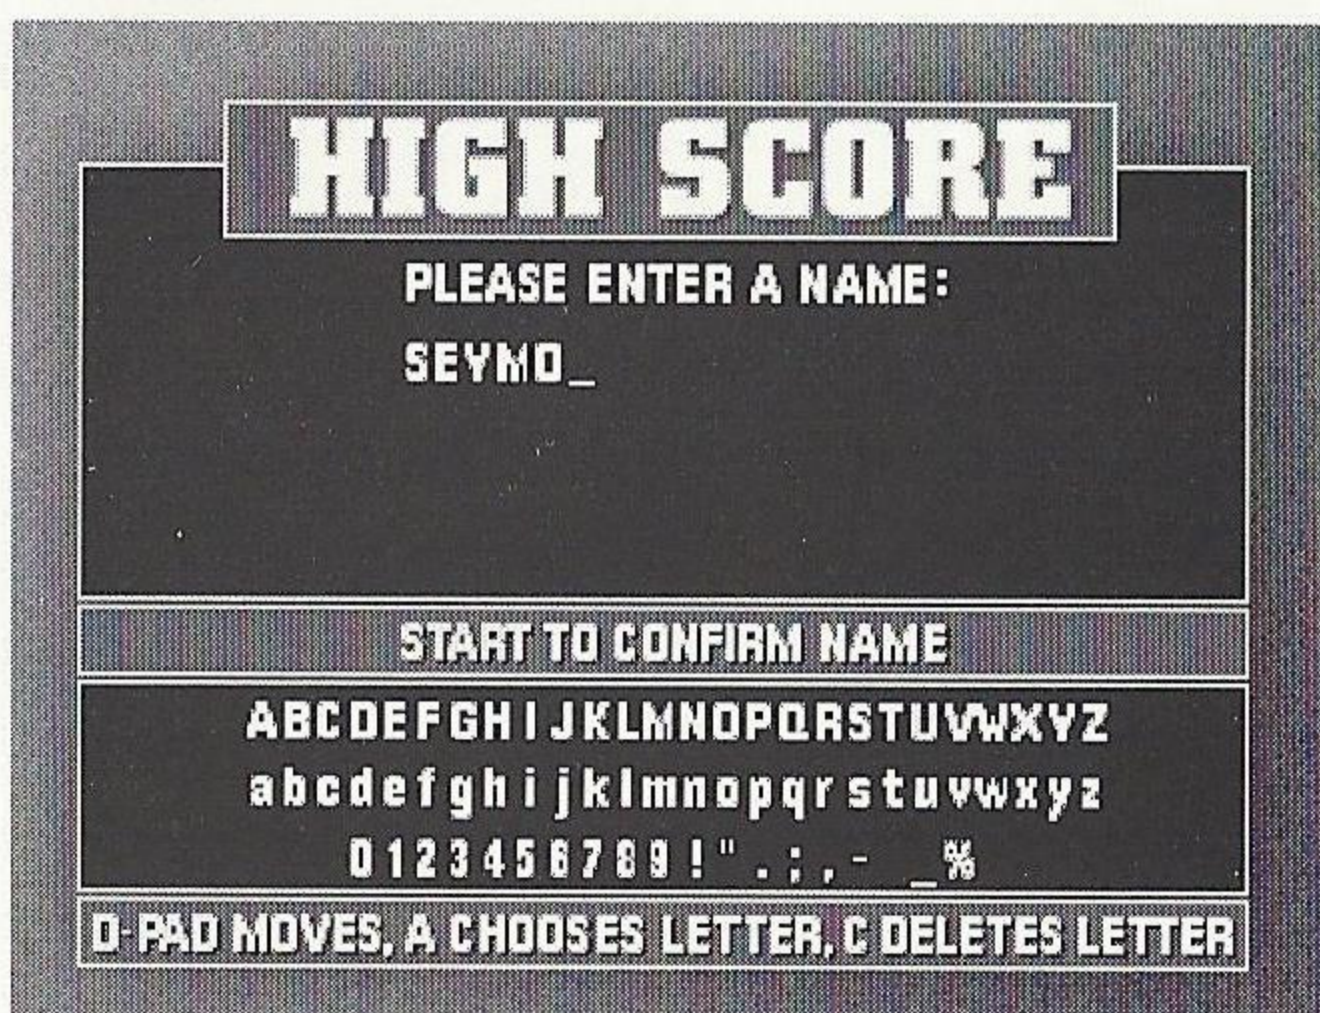 HIGH SCORE
PLEASE ENTER A NAME:
SEYMO_
START TO CONFIRM NAME
ABCDEFGHIJKLMNOPQRSTUVWXYZ
abcdefghijklmnopqrstuvwxyz
0123456789!".;,- _%
D-PAD MOVES, A CHOOSES LETTER, C DELETES LETTER